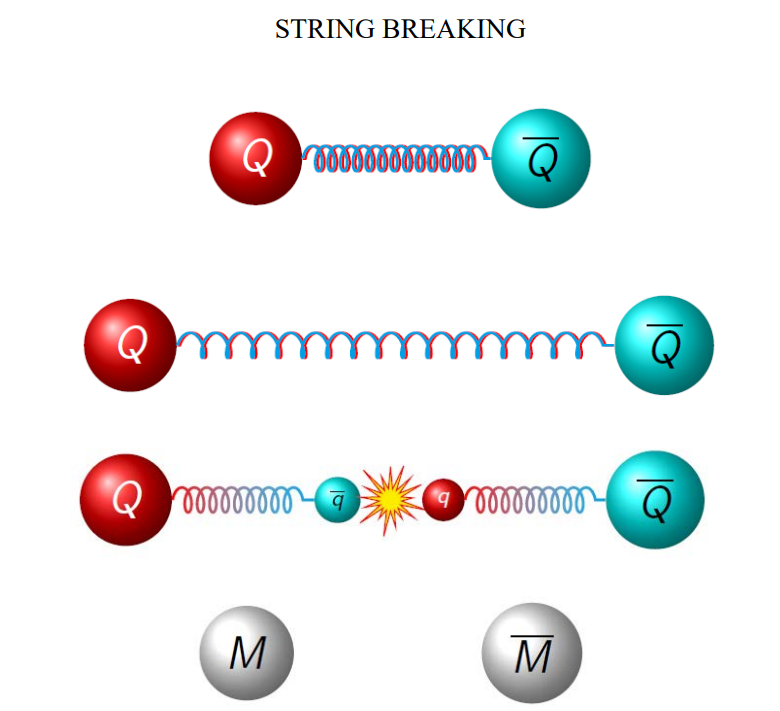 STRING BREAKING
Q Q̅
Q Q̅
Q q̅ q Q̅
M M̅